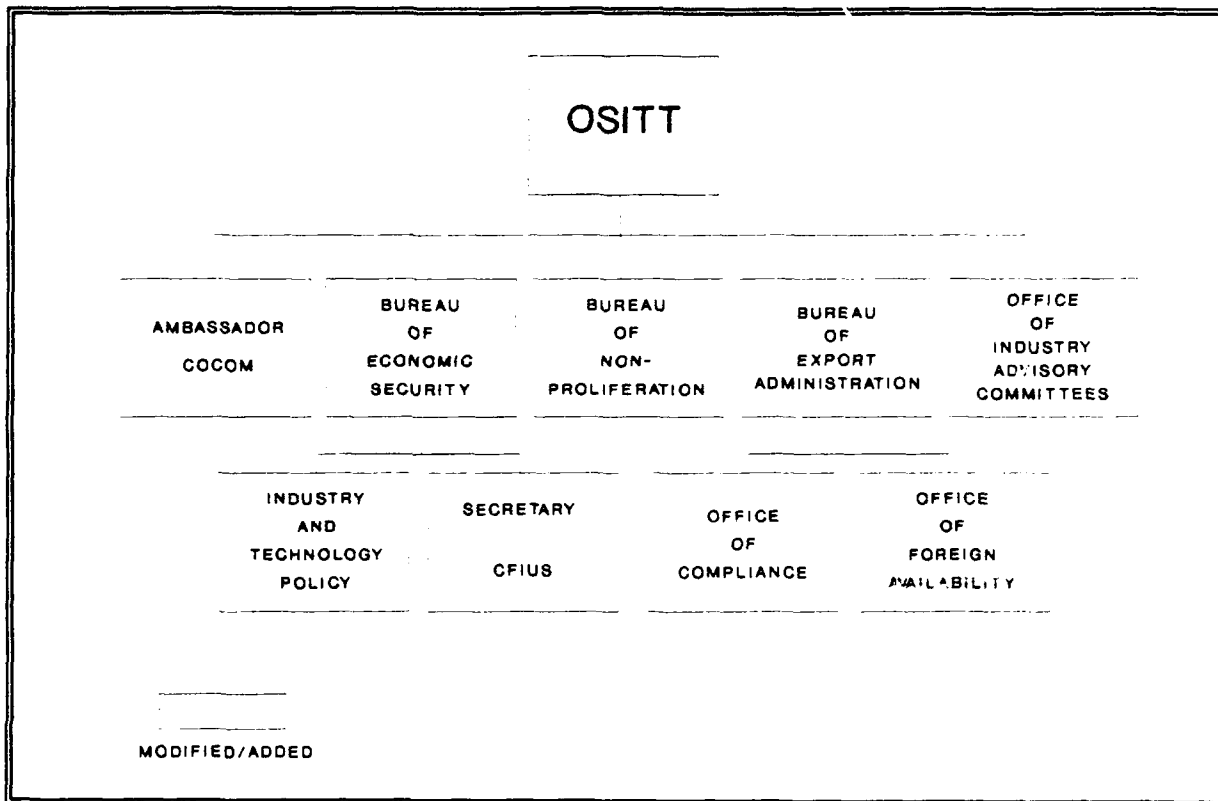 OSITT
AMBASSADOR
COCOM
BUREAU
OF
ECONOMIC
SECURITY
BUREAU
OF
NON-
PROLIFERATION
BUREAU
OF
EXPORT
ADMINISTRATION
OFFICE
OF
INDUSTRY
ADVISORY
COMMITTEES
INDUSTRY
AND
TECHNOLOGY
POLICY
SECRETARY
CFIUS
OFFICE
OF
COMPLIANCE
OFFICE
OF
FOREIGN
AVAILABILITY
MODIFIED/ADDED